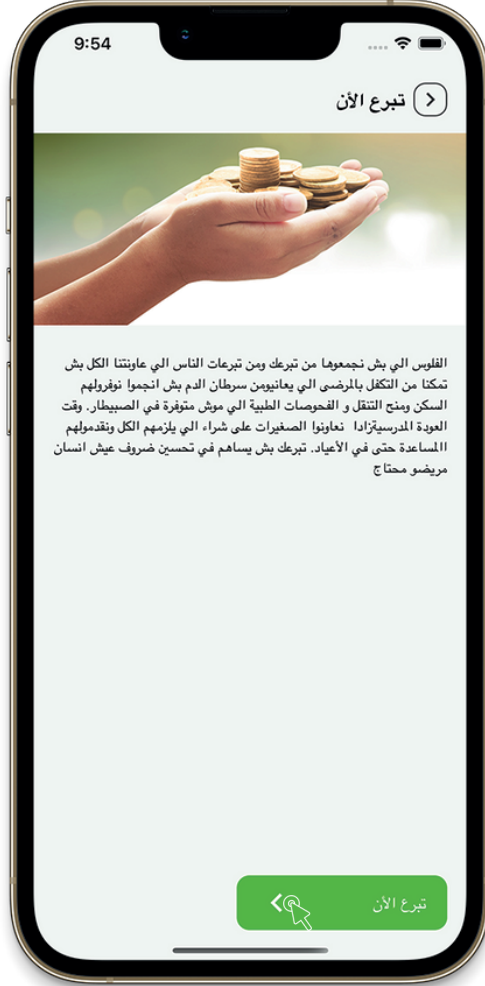 9:54
تبرع الأن
الفلوس الي بش نجمعوها من تبرعك ومن تبرعات الناس الي عاونتنا الكل بش
تمكنا من التكفل بالمرضى الي يعانيومن سرطان الدم بش انجموا نوفرولهم
السكن ومنح التنقل و الفحوصات الطبية الي موش متوفرة في الصبيطار. وقت
العودة المدرسيةزادا نعاونوا الصغيرات على شراء الي يلزمهم الكل ونقدمولهم
االمساعدة حتى في الأعياد. تبرعك بش يساهم في تحسين ضروف عيش انسان
مريضو محتاج
تبرع الأن